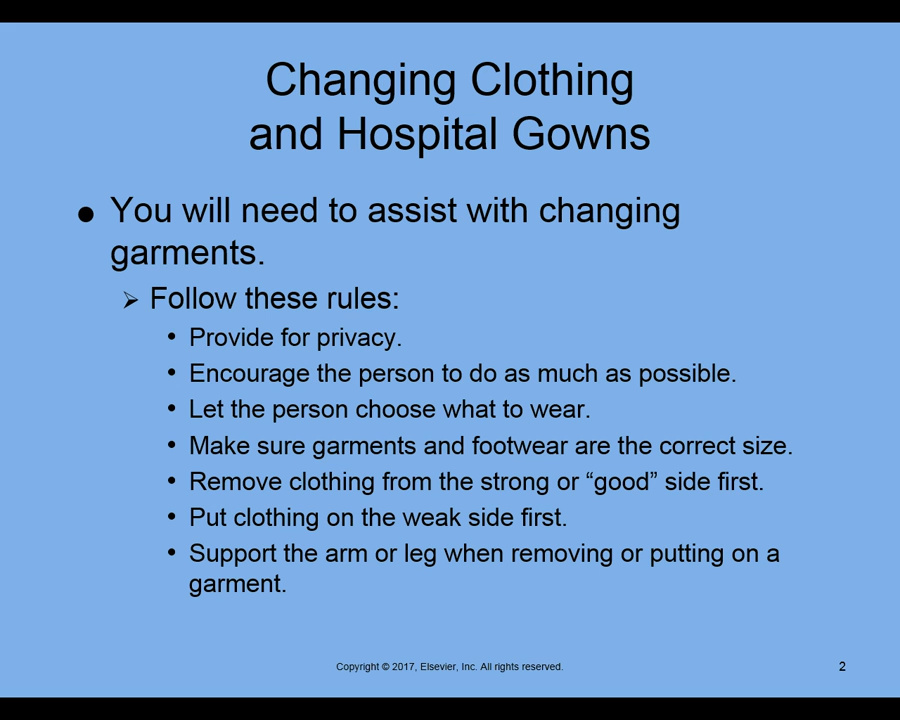 Changing Clothing
and Hospital Gowns
● You will need to assist with changing
garments.
➢ Follow these rules:
• Provide for privacy.
• Encourage the person to do as much as possible.
• Let the person choose what to wear.
• Make sure garments and footwear are the correct size.
• Remove clothing from the strong or “good” side first.
• Put clothing on the weak side first.
• Support the arm or leg when removing or putting on a
garment.
Copyright © 2017, Elsevier, Inc. All rights reserved.
2